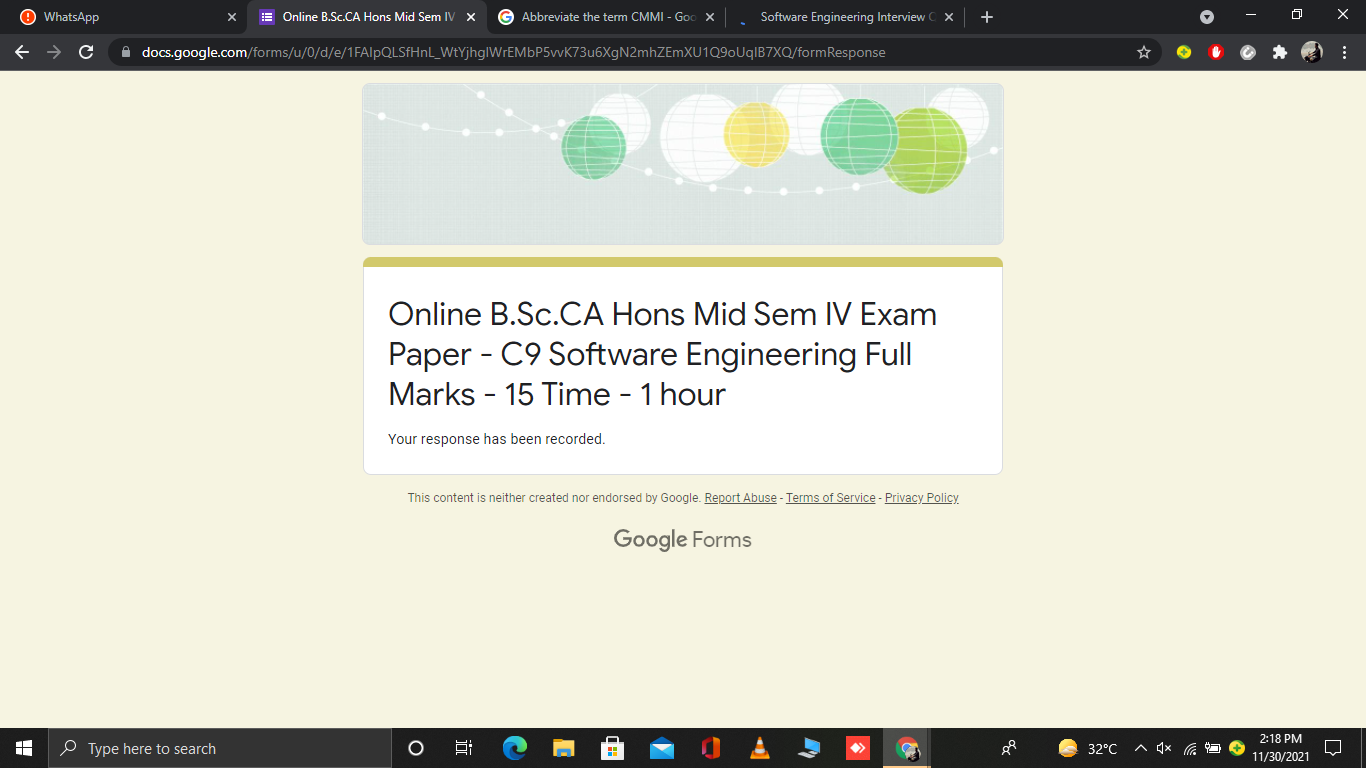 WhatsApp
Online B.Sc.CA Hons Mid Sem IV
Abbreviate the term CMMI - Goo
Software Engineering Interview Q
docs.google.com/forms/u/0/d/e/1FAIpQLSfHnL_WtYjhglWrEMbP5vvK73u6XgN2mhZEmXU1Q9oUqlB7XQ/formResponse
Online B.Sc.CA Hons Mid Sem IV Exam
Paper - C9 Software Engineering Full
Marks - 15 Time - 1 hour
Your response has been recorded.
This content is neither created nor endorsed by Google. Report Abuse - Terms of Service - Privacy Policy
Google Forms
Type here to search
32°C
2:18 PM
11/30/2021